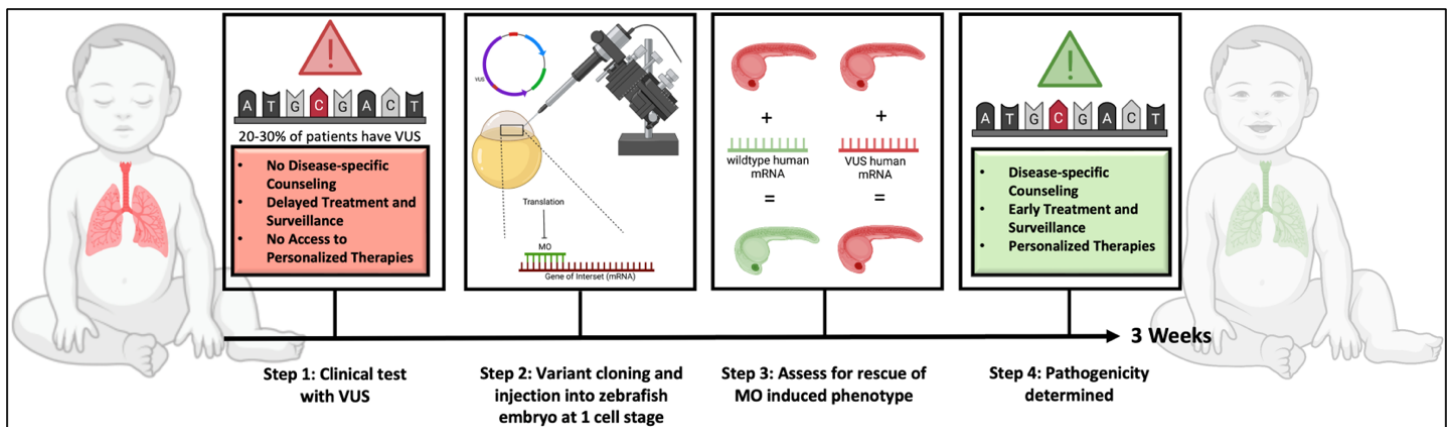 A T G C G A C T
20-30% of patients have VUS
• No Disease-specific
Counseling
• Delayed Treatment and
Surveillance
• No Access to
Personalized Therapies
VUS
Translation
MO
Gene of Interset (mRNA)
+
+
wildtype human
mRNA
VUS human
mRNA
=
=
A T G C G A C T
• Disease-specific
Counseling
• Early Treatment and
Surveillance
• Personalized Therapies
3 Weeks
Step 1: Clinical test
with VUS
Step 2: Variant cloning and
injection into zebrafish
embryo at 1 cell stage
Step 3: Assess for rescue of
MO induced phenotype
Step 4: Pathogenicity
determined